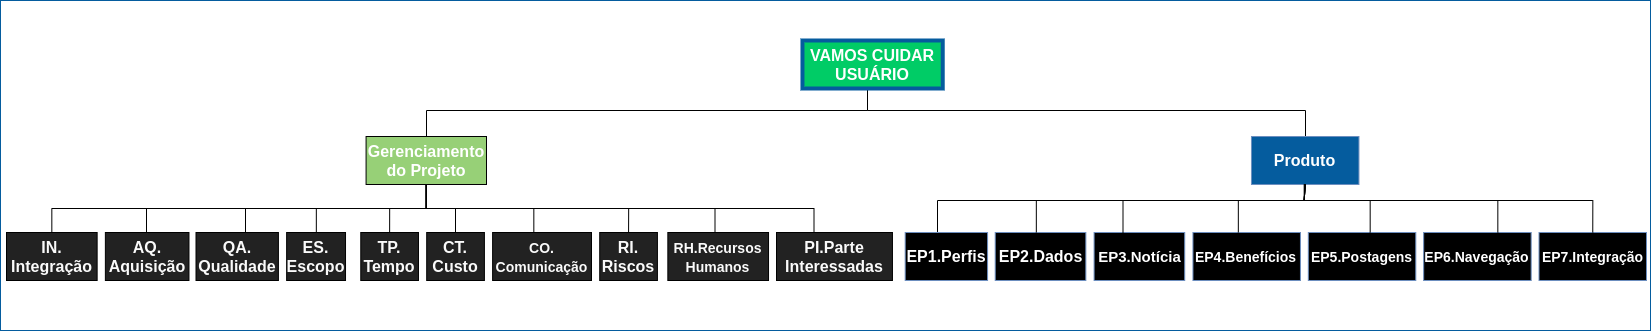 VAMOS CUIDAR
USUÁRIO
Gerenciamento
do Projeto
Produto
IN.
Integração
AQ.
Aquisição
QA.
Qualidade
ES.
Escopo
TP.
Tempo
CT.
Custo
CO.
Comunicação
RI.
Riscos
RH.Recursos
Humanos
PI.Parte
Interessadas
EP1.Perfis
EP2.Dados
EP3.Notícia
EP4.Benefícios
EP5.Postagens
EP6.Navegação
EP7.Integração